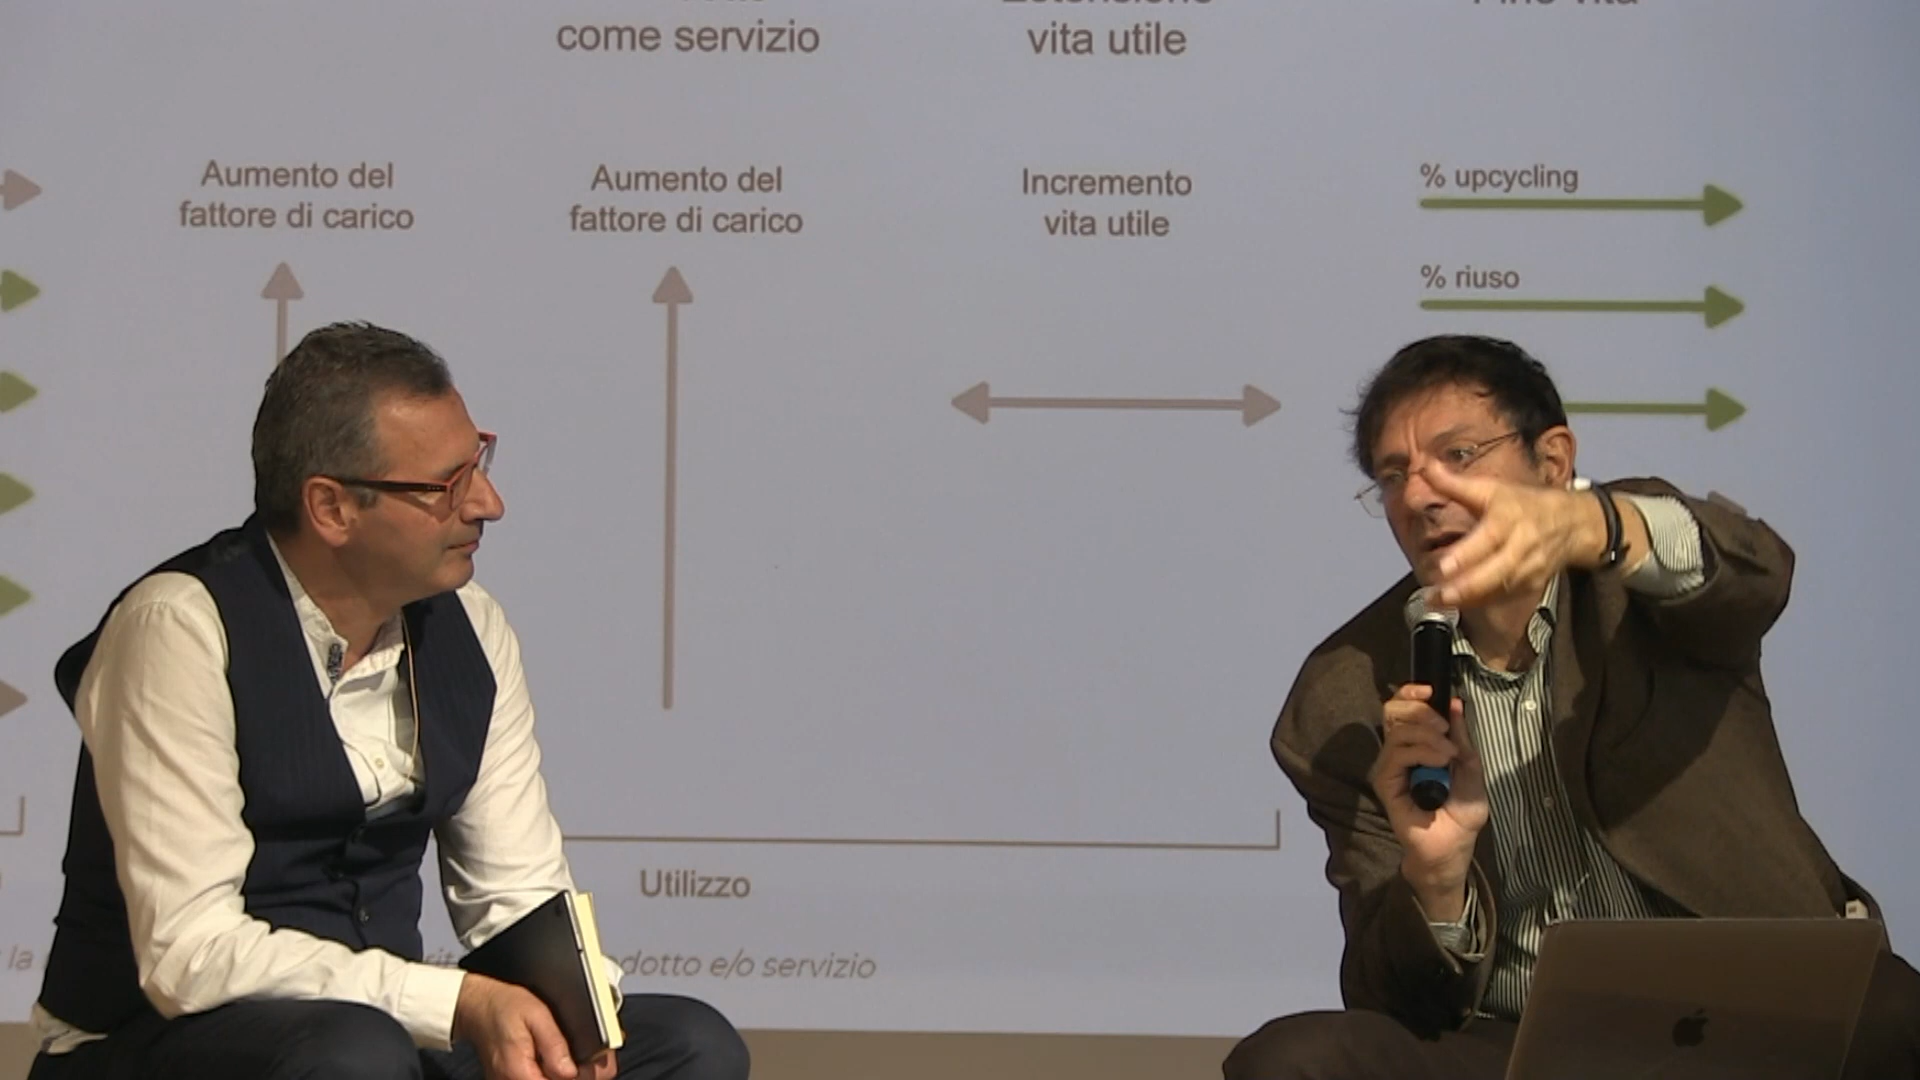 come servizio
vita utile
Aumento del
fattore di carico
Aumento del
fattore di carico
Incremento
vita utile
% upcycling
% riuso
Utilizzo
la
e/o servizio